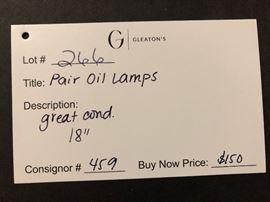 G | GLEATON'S
Lot # 266
Title: Pair Oil Lamps
Description:
great cond.
18"
Consignor # 459 Buy Now Price: $150